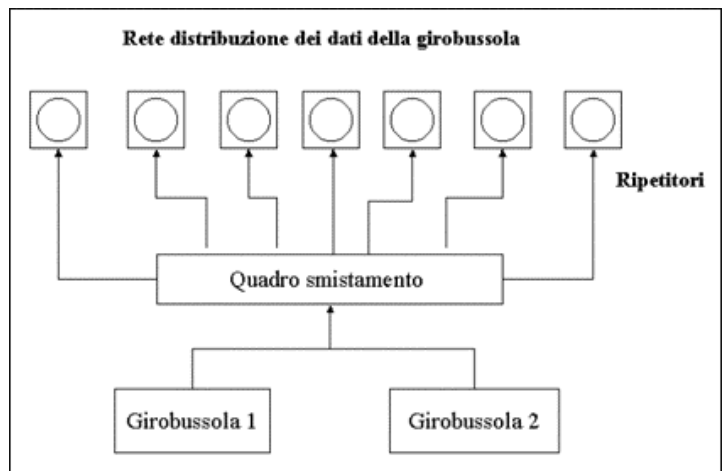 Rete distribuzione dei dati della girobussola
Ripetitori
Quadro smistamento
Girobussola 1
Girobussola 2